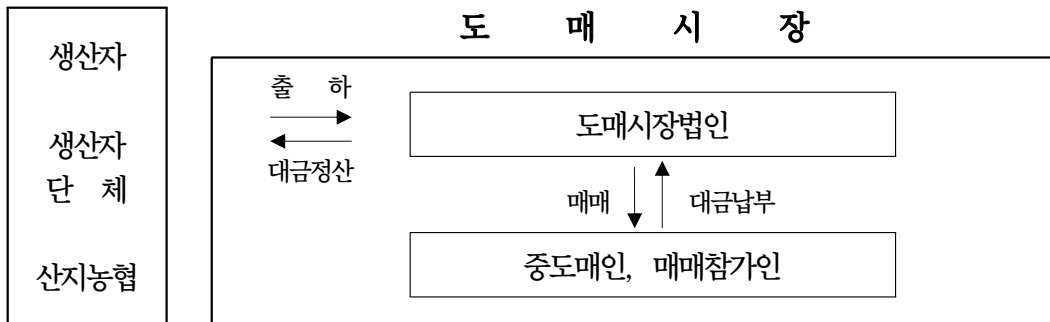 도 매 시 장
생산자
생산자
단 체
산지농협
출 하
대금정산
도매시장법인
매매
대금납부
중도매인, 매매참가인